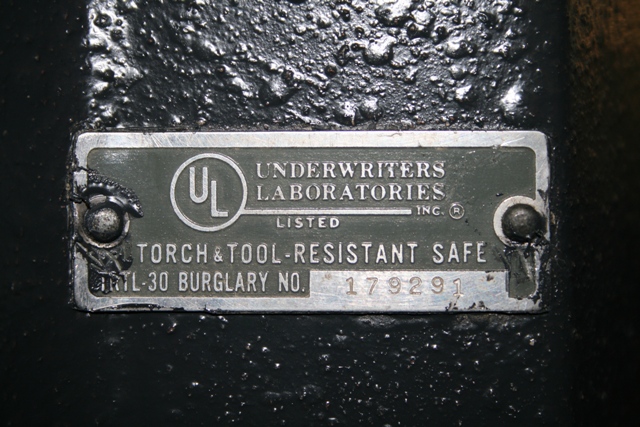 UL
UNDERWRITERS
LABORATORIES
INC. ®
LISTED
TORCH & TOOL-RESISTANT SAFE
TRTL-30 BURGLARY NO. 179291